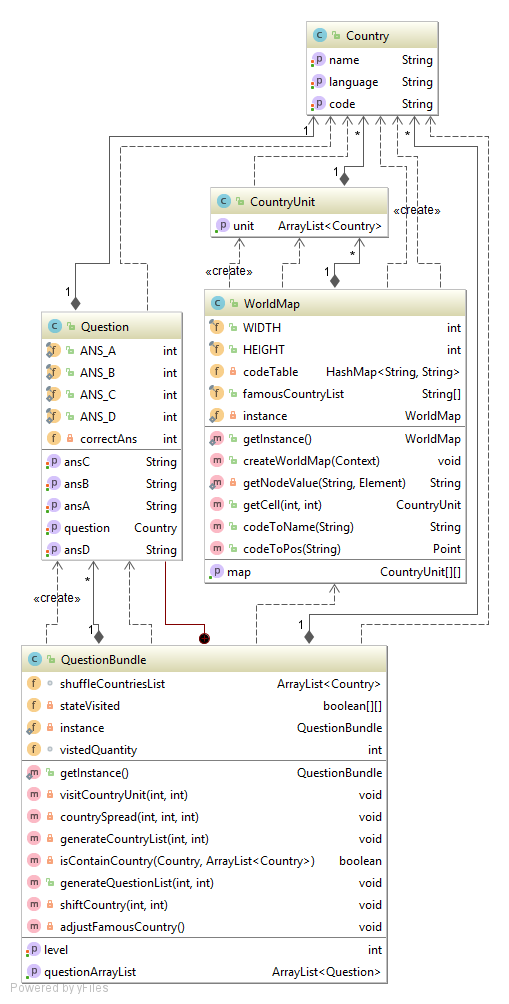 Country
name String
language String
code String
1 *
CountryUnit
unit ArrayList<Country>
«create»
1
«create»
*
1 1
WorldMap
WIDTH int
HEIGHT int
codeTable HashMap<String, String>
famousCountryList String[]
instance WorldMap
getInstance() WorldMap
createWorldMap(Context) void
getNodeValue(String, Element) String
getCell(int, int) CountryUnit
codeToName(String) String
codeToPos(String) Point
map CountryUnit[][]
Question
ANS_A int
ANS_B int
ANS_C int
ANS_D int
correctAns int
ansC String
ansB String
ansA String
question Country
ansD String
*
«create»
1 1
QuestionBundle
shuffleCountriesList ArrayList<Country>
stateVisited boolean[][]
instance QuestionBundle
vistedQuantity int
getInstance() QuestionBundle
visitCountryUnit(int, int) void
countrySpread(int, int, int) void
generateCountryList(int, int) void
isContainCountry(Country, ArrayList<Country>) boolean
generateQuestionList(int, int) void
shiftCountry(int, int) void
adjustFamousCountry() void
level int
questionArrayList ArrayList<Question>
Powered by yFiles